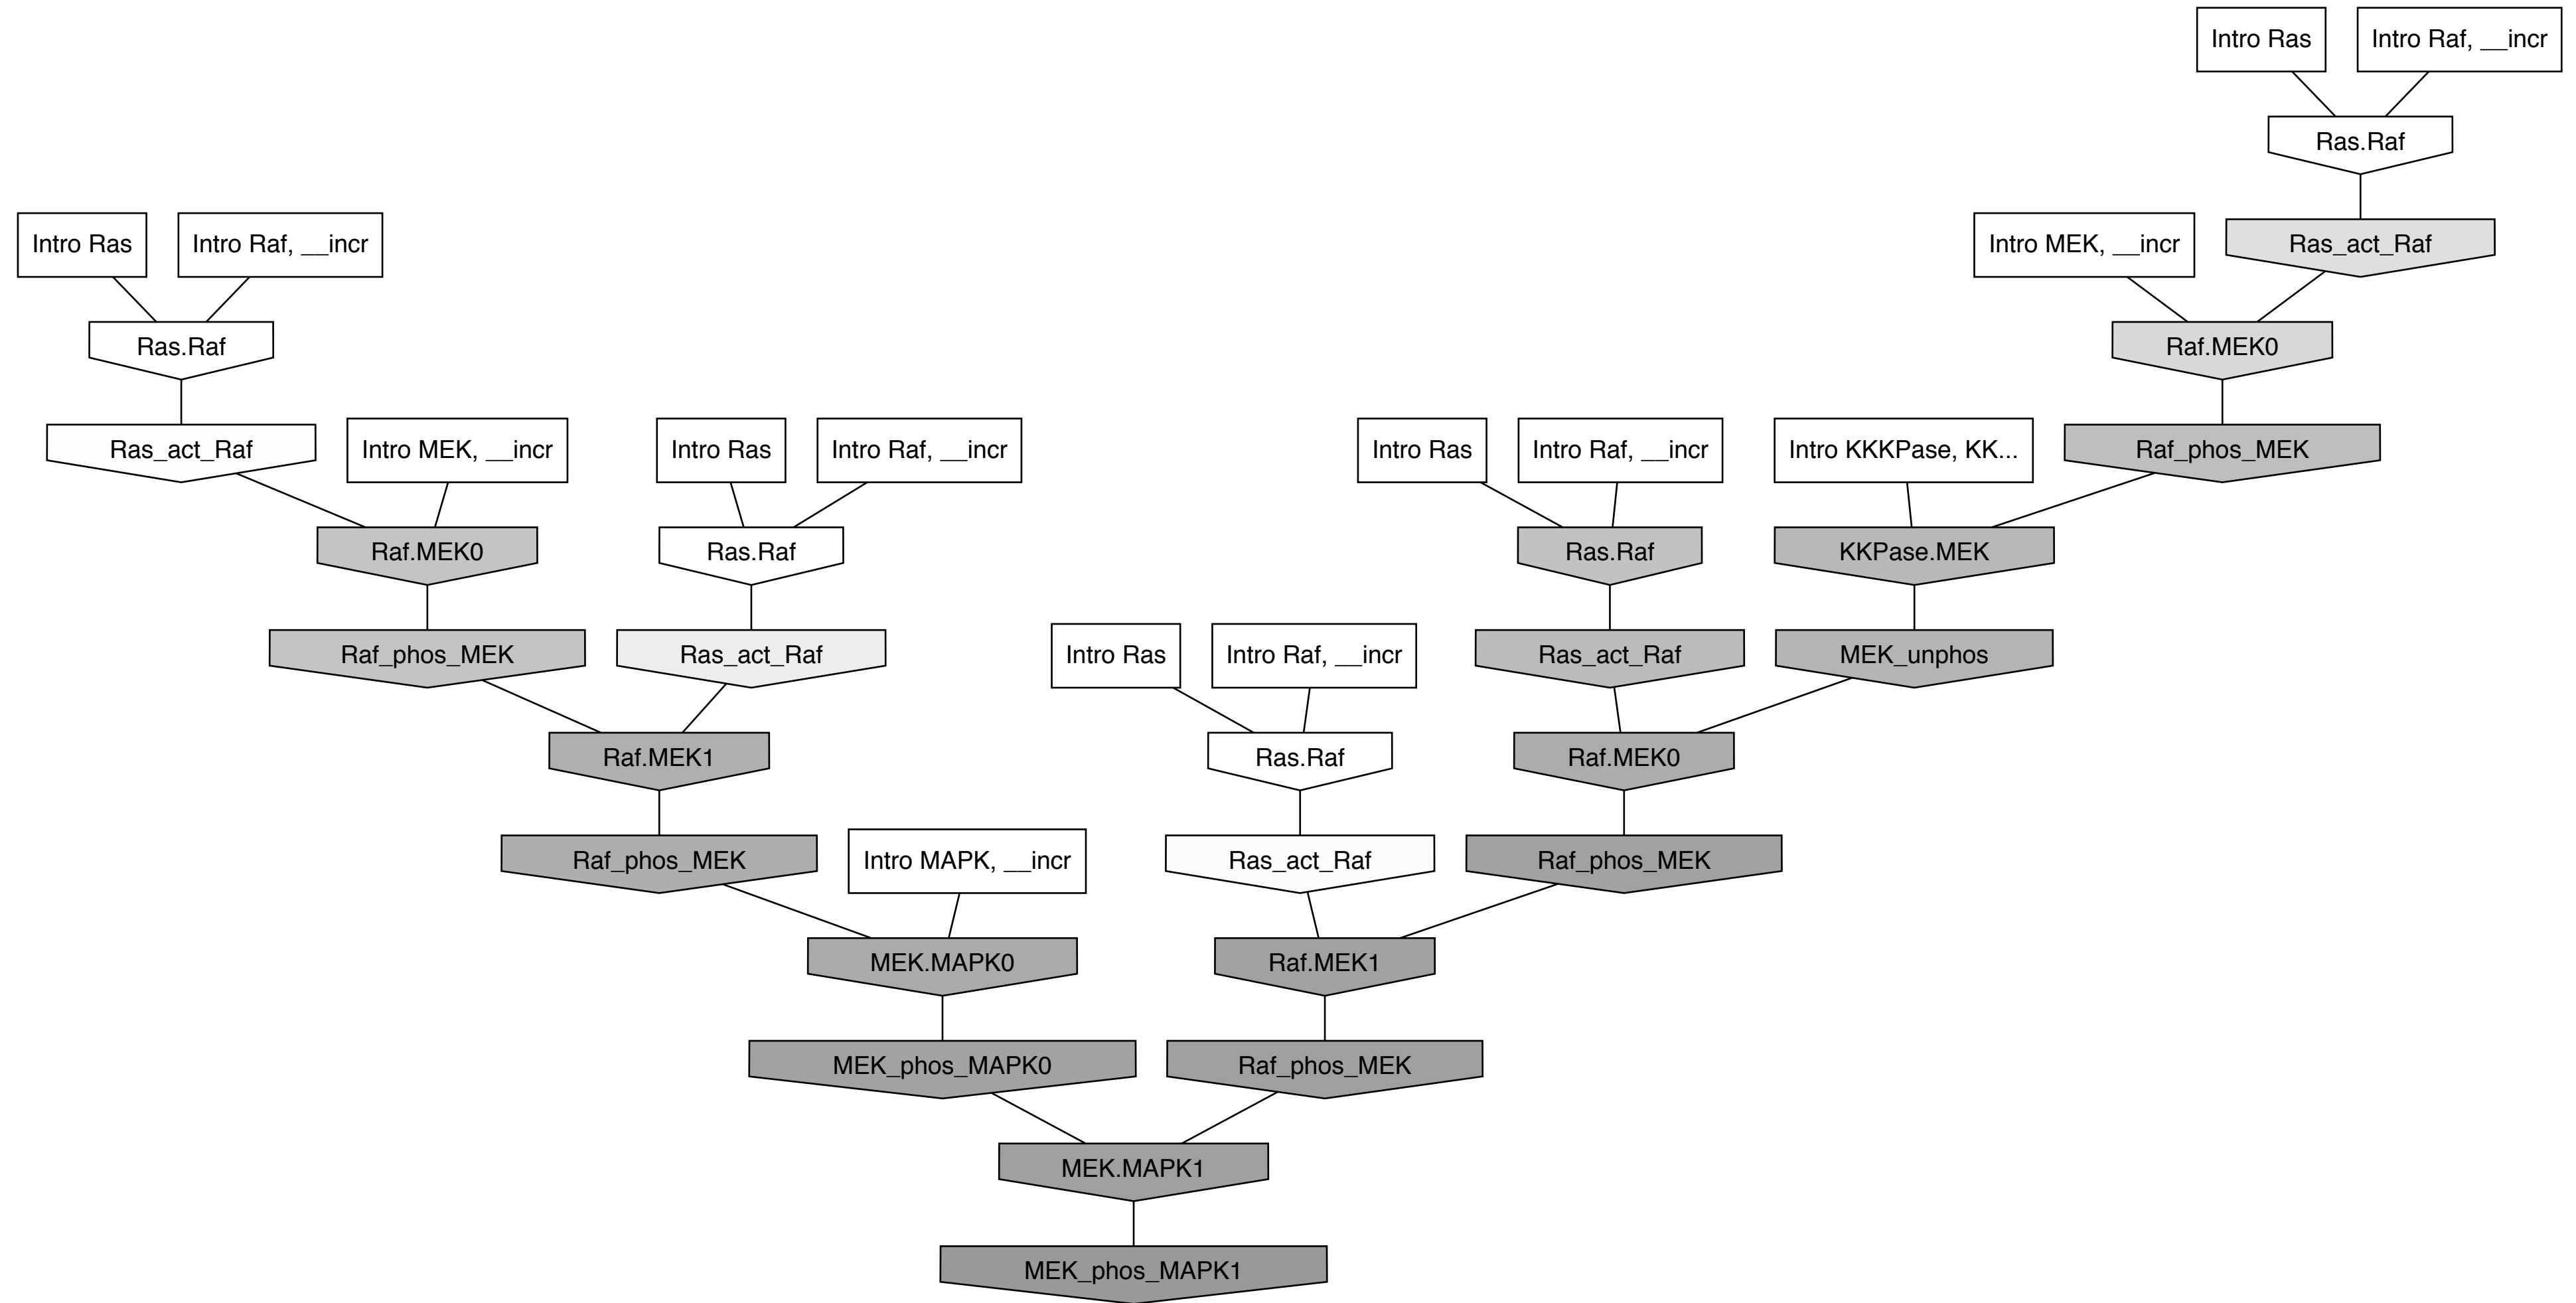 Intro Ras
Intro Raf, __incr
Ras.Raf
Intro Ras
Intro Raf, __incr
Intro MEK, __incr
Ras_act_Raf
Ras.Raf
Raf.MEK0
Ras_act_Raf
Intro MEK, __incr
Intro Ras
Intro Raf, __incr
Intro Ras
Intro Raf, __incr
Intro KKKPase, KK...
Raf_phos_MEK
Raf.MEK0
Ras.Raf
Ras.Raf
KKPase.MEK
Raf_phos_MEK
Ras_act_Raf
Intro Ras
Intro Raf, __incr
Ras_act_Raf
MEK_unphos
Raf.MEK1
Ras.Raf
Raf.MEK0
Raf_phos_MEK
Intro MAPK, __incr
Ras_act_Raf
Raf_phos_MEK
MEK.MAPK0
Raf.MEK1
MEK_phos_MAPK0
Raf_phos_MEK
MEK.MAPK1
MEK_phos_MAPK1